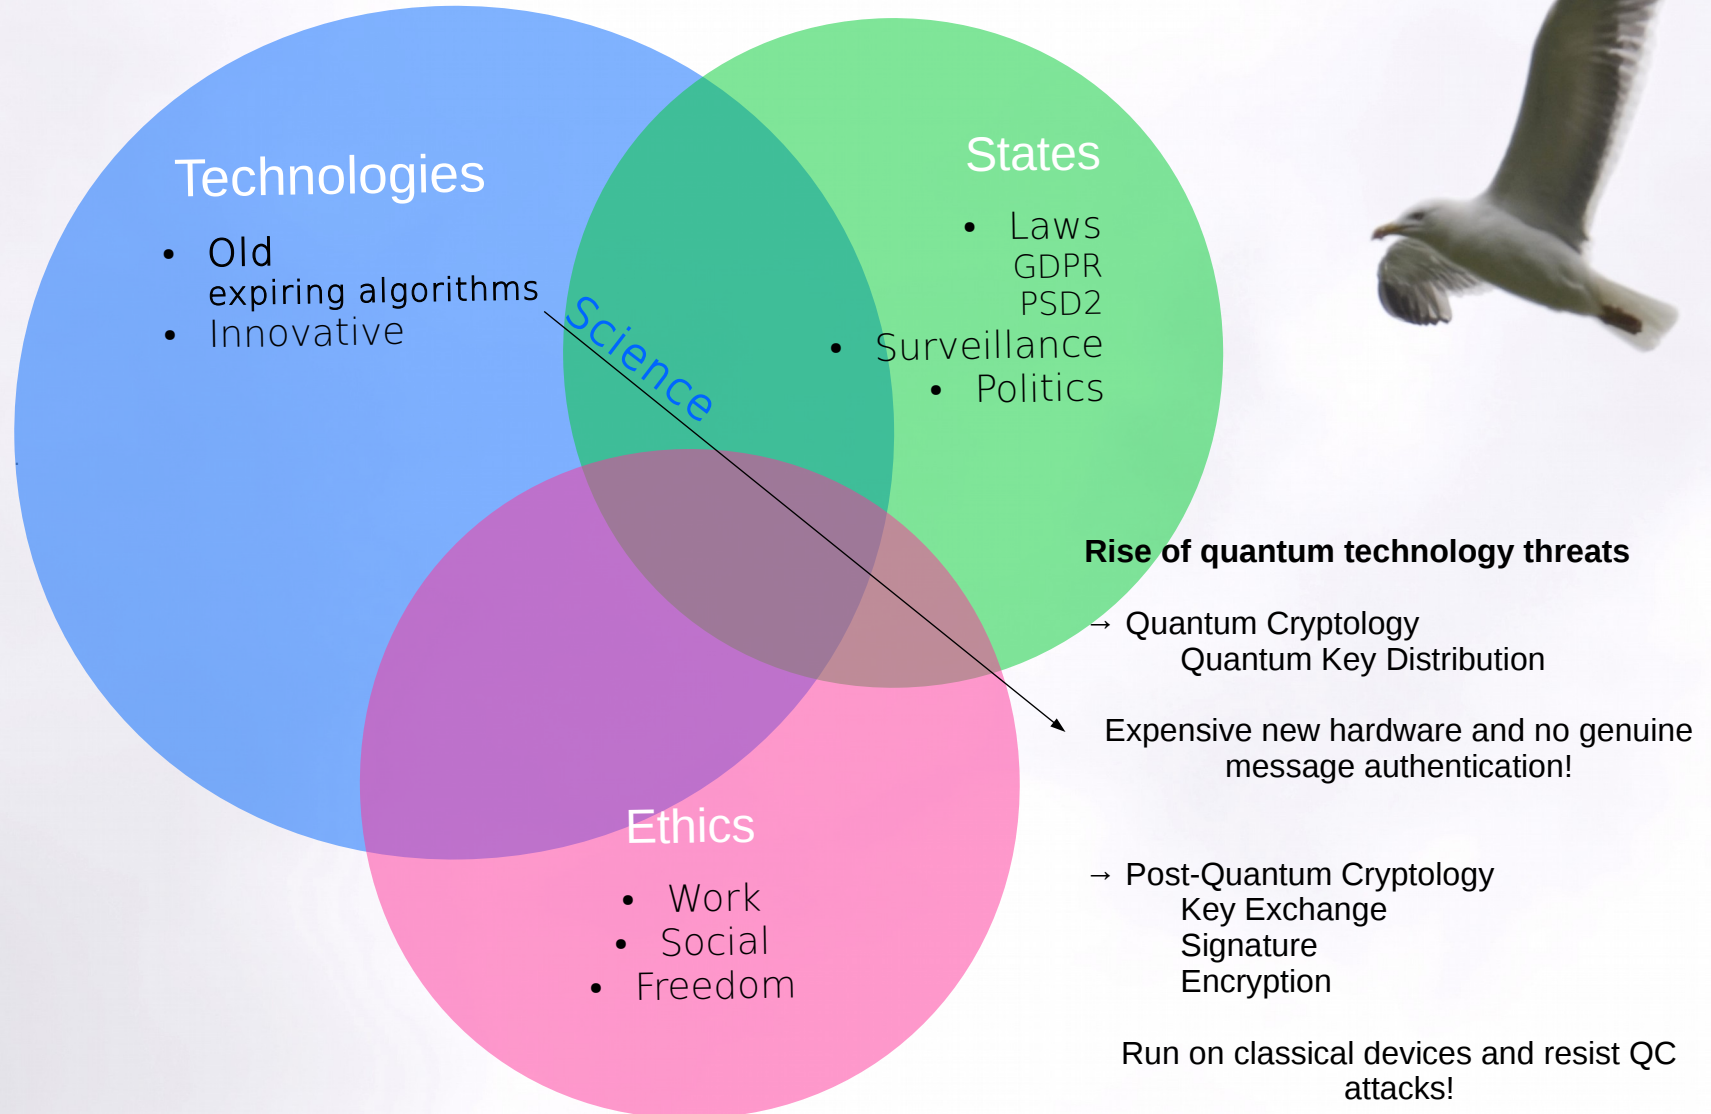 Technologies
• Old
expiring algorithms
• Innovative
Science
States
• Laws
GDPR
PSD2
• Surveillance
• Politics
Ethics
• Work
• Social
• Freedom
Rise of quantum technology threats
→ Quantum Cryptology
Quantum Key Distribution
Expensive new hardware and no genuine
message authentication!
→ Post-Quantum Cryptology
Key Exchange
Signature
Encryption
Run on classical devices and resist QC
attacks!